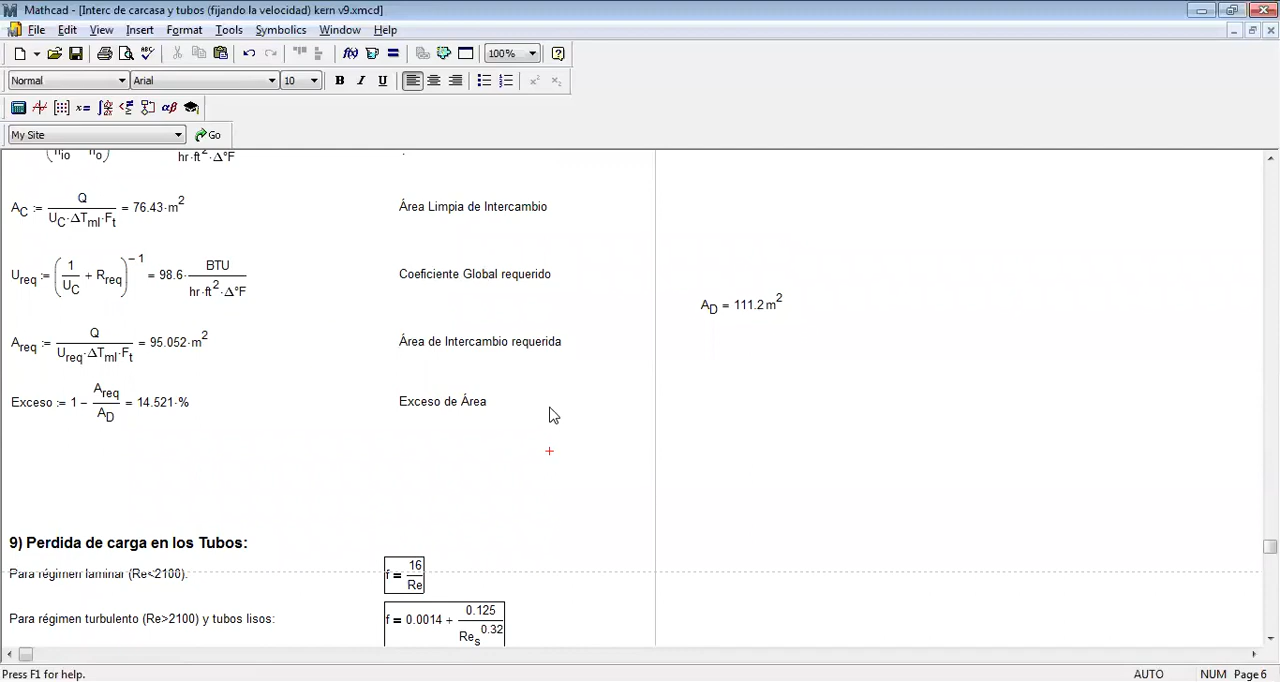 Mathcad - [Interc de carcasa y tubos (fijando la velocidad) kern v9.xmcd]
File Edit View Insert Format Tools Symbolics Window Help
100%
Normal Arial 10 B I U
My Site Go
(h_io h_o) hr·ft²·Δ°F
A_C := Q / (U_C·ΔT_ml·F_t) = 76.43·m² Área Limpia de Intercambio
U_req := (1/U_C + R_req)^−1 = 98.6· BTU / (hr·ft²·Δ°F) Coeficiente Global requerido
A_D = 111.2 m²
A_req := Q / (U_req·ΔT_ml·F_t) = 95.052·m² Área de Intercambio requerida
Exceso := 1 − A_req / A_D = 14.521·% Exceso de Área
9) Perdida de carga en los Tubos:
Para régimen laminar (Re<2100): f = 16 / Re
Para régimen turbulento (Re>2100) y tubos lisos: f = 0.0014 + 0.125 / Re_s^0.32
Press F1 for help. AUTO NUM Page 6